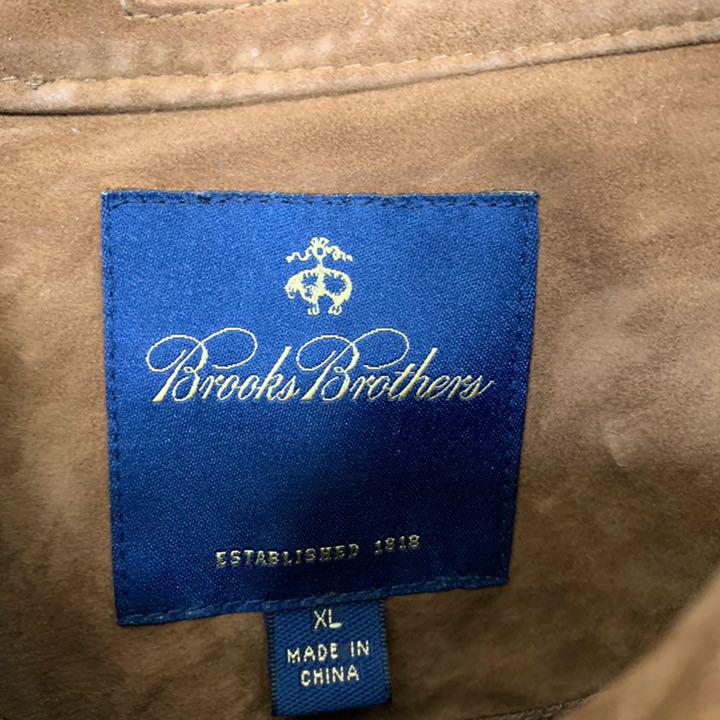 Brooks Brothers
ESTABLISHED 1818
XL
MADE IN
CHINA